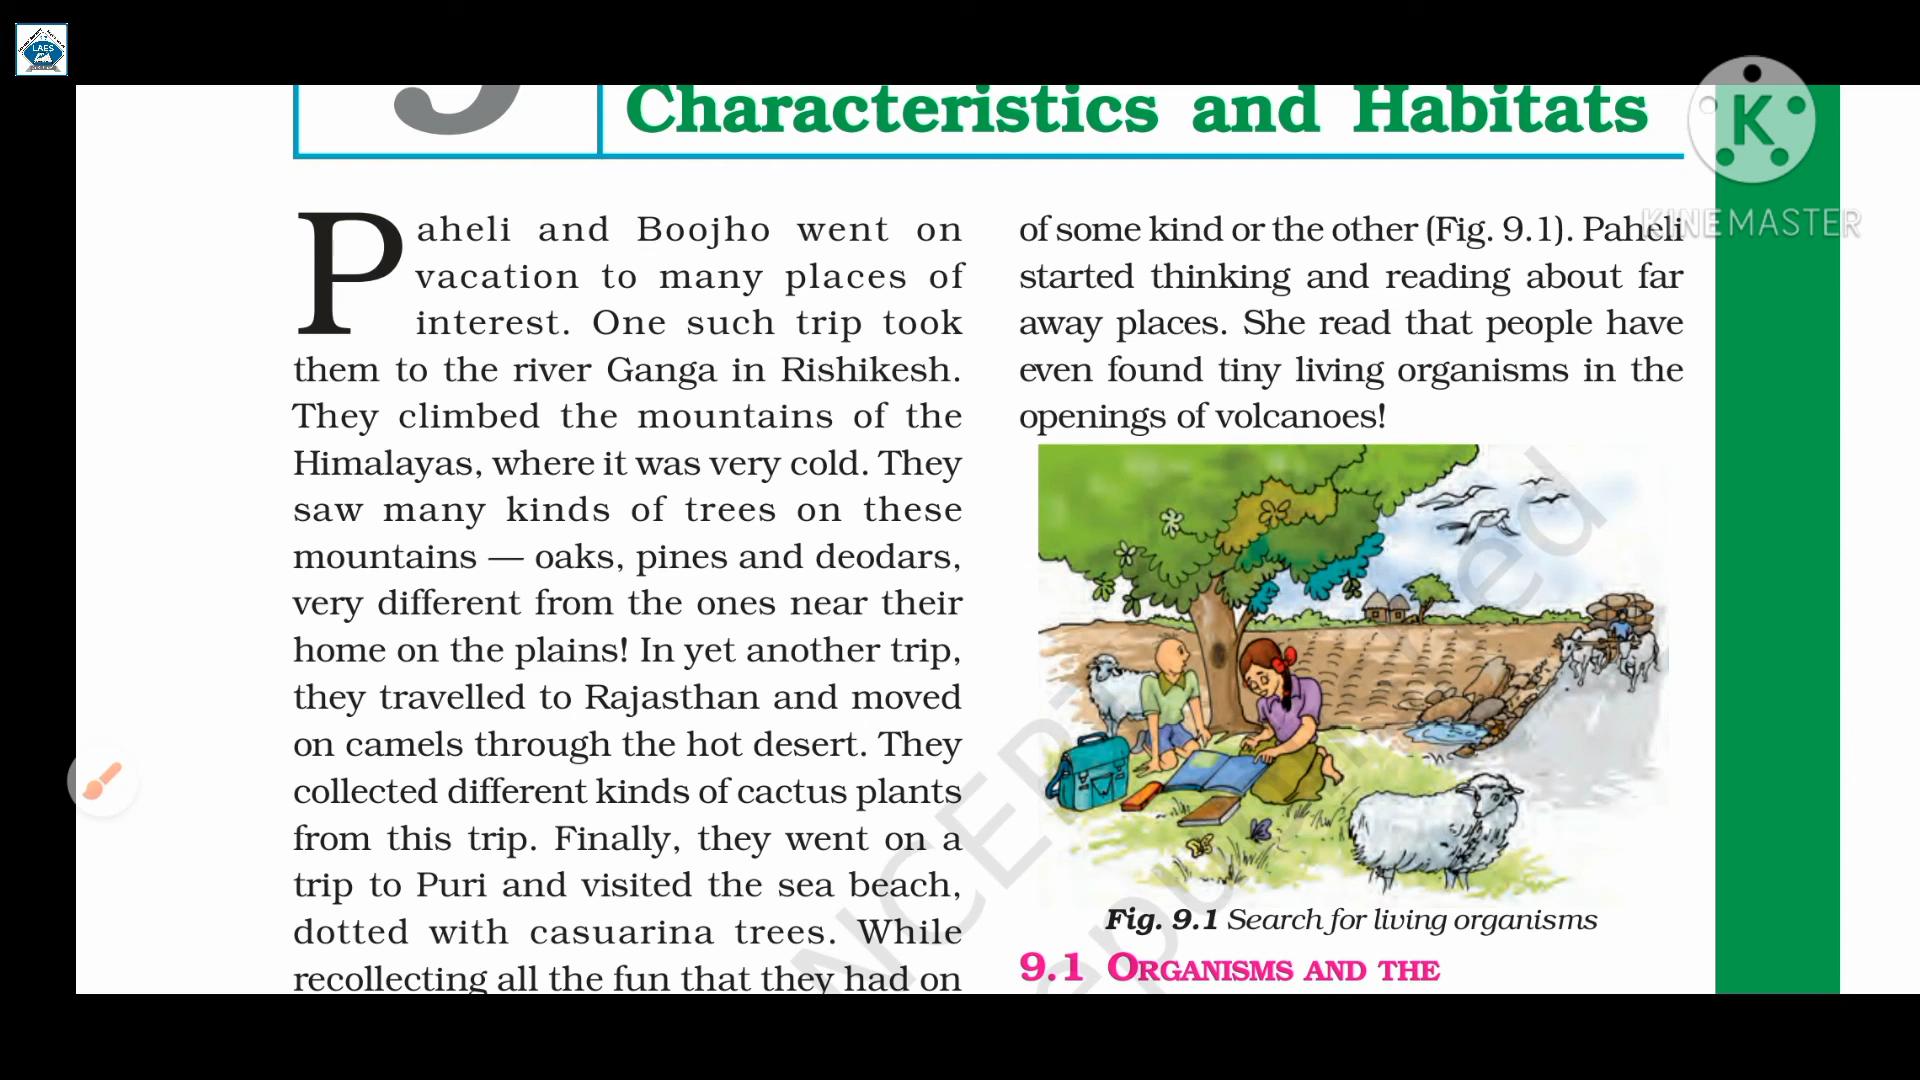 LAES
Characteristics and Habitats
K
KINEMASTER
Paheli and Boojho went on
vacation to many places of
interest. One such trip took
them to the river Ganga in Rishikesh.
They climbed the mountains of the
Himalayas, where it was very cold. They
saw many kinds of trees on these
mountains — oaks, pines and deodars,
very different from the ones near their
home on the plains! In yet another trip,
they travelled to Rajasthan and moved
on camels through the hot desert. They
collected different kinds of cactus plants
from this trip. Finally, they went on a
trip to Puri and visited the sea beach,
dotted with casuarina trees. While
recollecting all the fun that they had on
of some kind or the other (Fig. 9.1). Paheli
started thinking and reading about far
away places. She read that people have
even found tiny living organisms in the
openings of volcanoes!
Fig. 9.1 Search for living organisms
9.1 ORGANISMS AND THE
NCERT